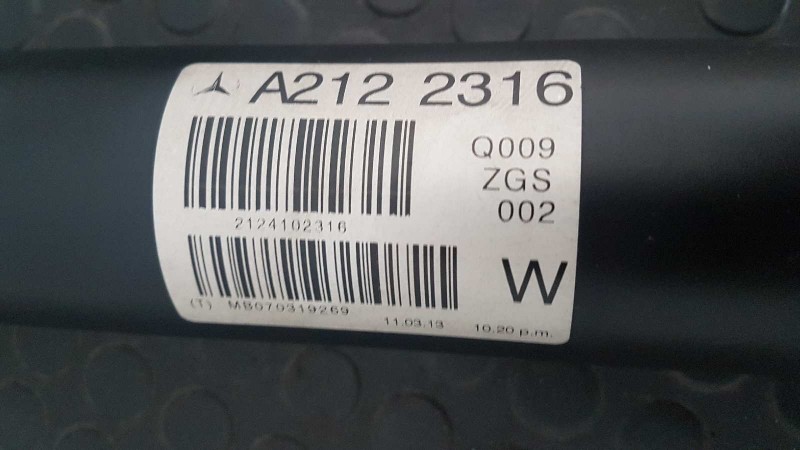 A212 2316
Q009
ZGS
002
2124102316
W
(T) MB070319269
11.03.13 10.20 p.m.